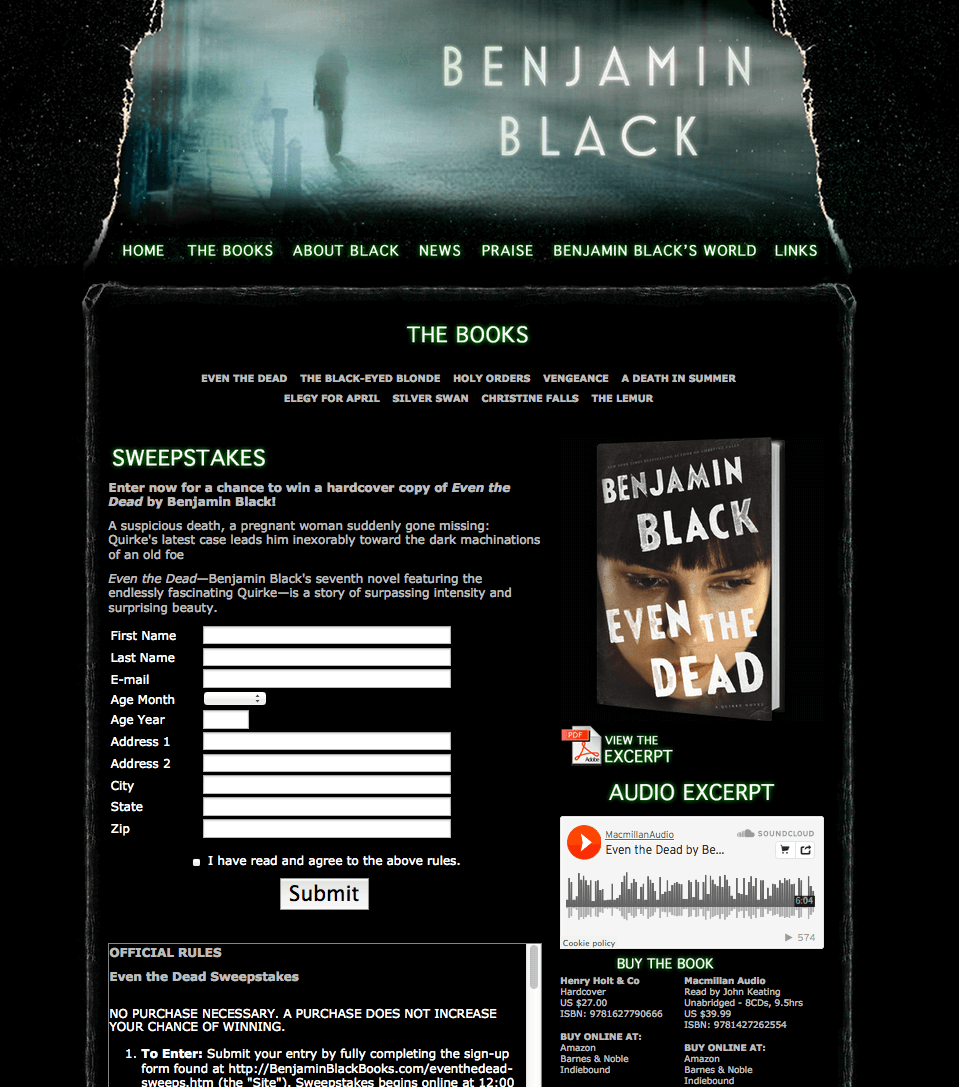 BENJAMIN
BLACK
HOME THE BOOKS ABOUT BLACK NEWS PRAISE BENJAMIN BLACK'S WORLD LINKS
THE BOOKS
EVEN THE DEAD THE BLACK-EYED BLONDE HOLY ORDERS VENGEANCE A DEATH IN SUMMER
ELEGY FOR APRIL SILVER SWAN CHRISTINE FALLS THE LEMUR
SWEEPSTAKES
Enter now for a chance to win a hardcover copy of Even the
Dead by Benjamin Black!
A suspicious death, a pregnant woman suddenly gone missing:
Quirke's latest case leads him inexorably toward the dark machinations
of an old foe
Even the Dead—Benjamin Black's seventh novel featuring the
endlessly fascinating Quirke—is a story of surpassing intensity and
surprising beauty.
First Name
Last Name
E-mail
Age Month
Age Year
Address 1
Address 2
City
State
Zip
I have read and agree to the above rules.
Submit
OFFICIAL RULES
Even the Dead Sweepstakes
NO PURCHASE NECESSARY. A PURCHASE DOES NOT INCREASE
YOUR CHANCE OF WINNING.
1. To Enter: Submit your entry by fully completing the sign-up
form found at http://BenjaminBlackBooks.com/eventhedead-
sweeps.htm (the "Site"). Sweepstakes begins online at 12:00
BENJAMIN
BLACK
EVEN THE
DEAD
A QUIRKE NOVEL
PDF
Adobe
VIEW THE
EXCERPT
AUDIO EXCERPT
MacmillanAudio
SOUNDCLOUD
Even the Dead by Be...
6:04
574
Cookie policy
BUY THE BOOK
Henry Holt & Co
Hardcover
US $27.00
ISBN: 9781627790666
BUY ONLINE AT:
Amazon
Barnes & Noble
Indiebound
Macmillan Audio
Read by John Keating
Unabridged - 8CDs, 9.5hrs
US $39.99
ISBN: 9781427262554
BUY ONLINE AT:
Amazon
Barnes & Noble
Indiebound